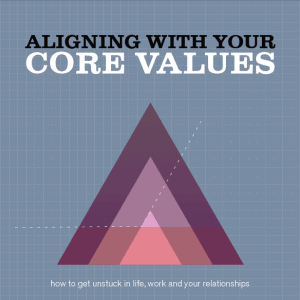 ALIGNING WITH YOUR
CORE VALUES
how to get unstuck in life, work and your relationships